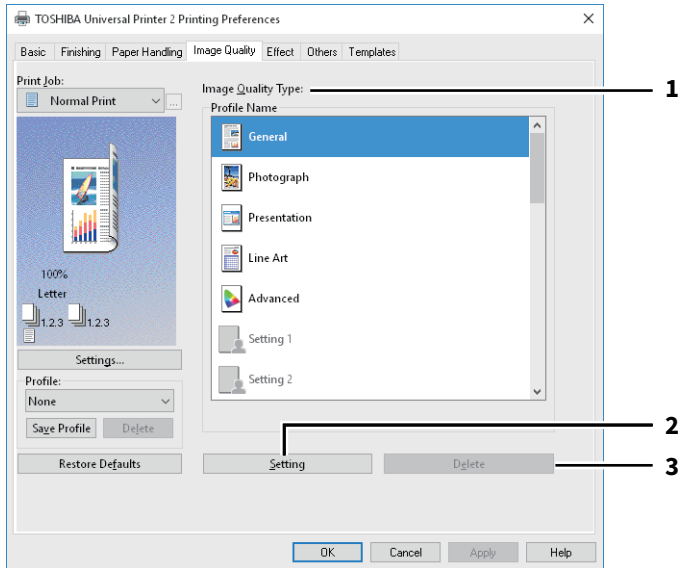 TOSHIBA Universal Printer 2 Printing Preferences
Basic Finishing Paper Handling Image Quality Effect Others Templates
Print Job:
Normal Print
...
100%
Letter
1.2.3 1.2.3
Settings...
Profile:
None
Save Profile Delete
Restore Defaults
Image Quality Type:
Profile Name
General
Photograph
Presentation
Line Art
Advanced
Setting 1
Setting 2
Setting Delete
OK Cancel Apply Help
1
2
3